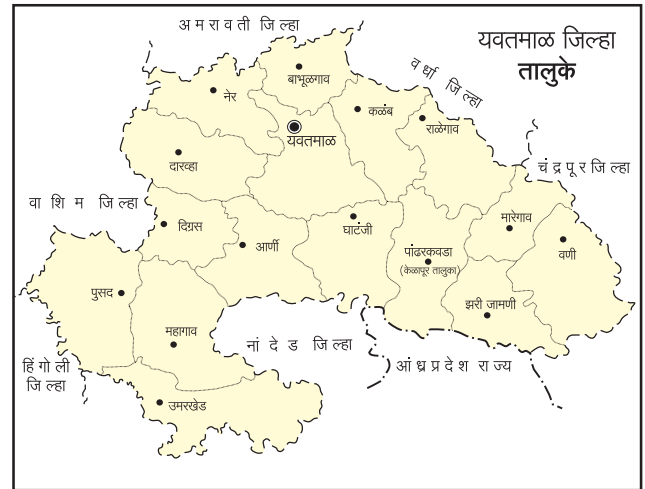 अमरावती जिल्हा
यवतमाळ जिल्हा
तालुके
वर्धा जिल्हा
बाभूळगाव
नेर
कळंब
राळेगाव
यवतमाळ
दारव्हा
चंद्रपूर जिल्हा
वाशिम जिल्हा
दिग्रस
आर्णी
घाटंजी
मारेगाव
वणी
पांढरकवडा
(केळापूर तालुका)
पुसद
झरी जामणी
महागाव
नांदेड जिल्हा
हिंगोली
जिल्हा
आंध्रप्रदेश राज्य
उमरखेड